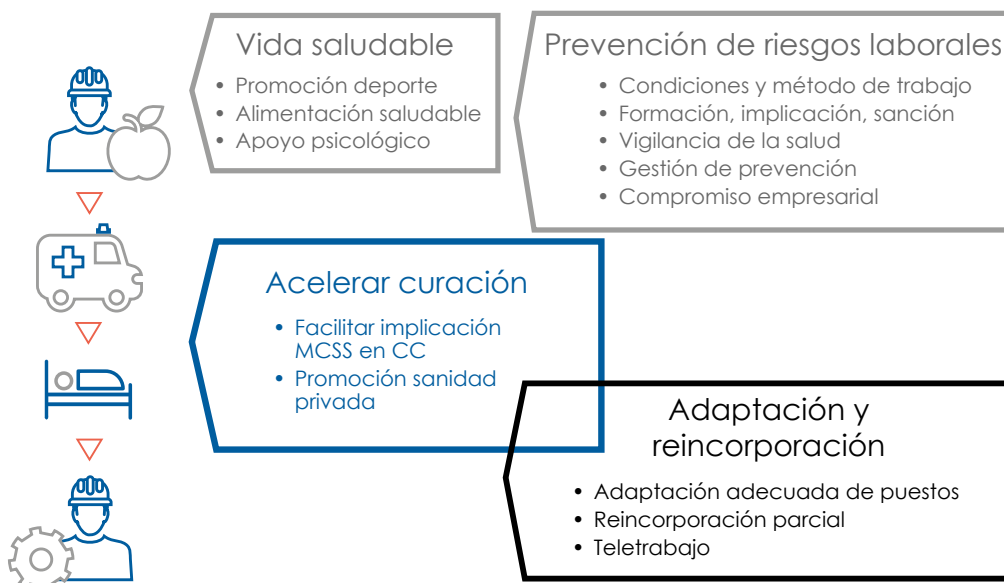 Vida saludable
• Promoción deporte
• Alimentación saludable
• Apoyo psicológico
Prevención de riesgos laborales
• Condiciones y método de trabajo
• Formación, implicación, sanción
• Vigilancia de la salud
• Gestión de prevención
• Compromiso empresarial
Acelerar curación
• Facilitar implicación
MCSS en CC
• Promoción sanidad
privada
Adaptación y
reincorporación
• Adaptación adecuada de puestos
• Reincorporación parcial
• Teletrabajo